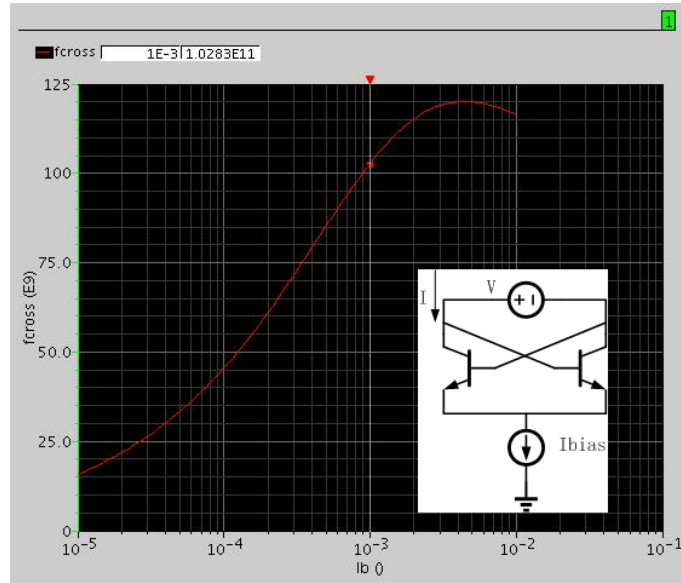 1
fcross 1E-3 1.0283E11
125
100
75.0
50.0
25.0
0
fcross (E9)
10-5
10-4
10-3
10-2
10-1
Ib ()
I
V
+ -
Ibias